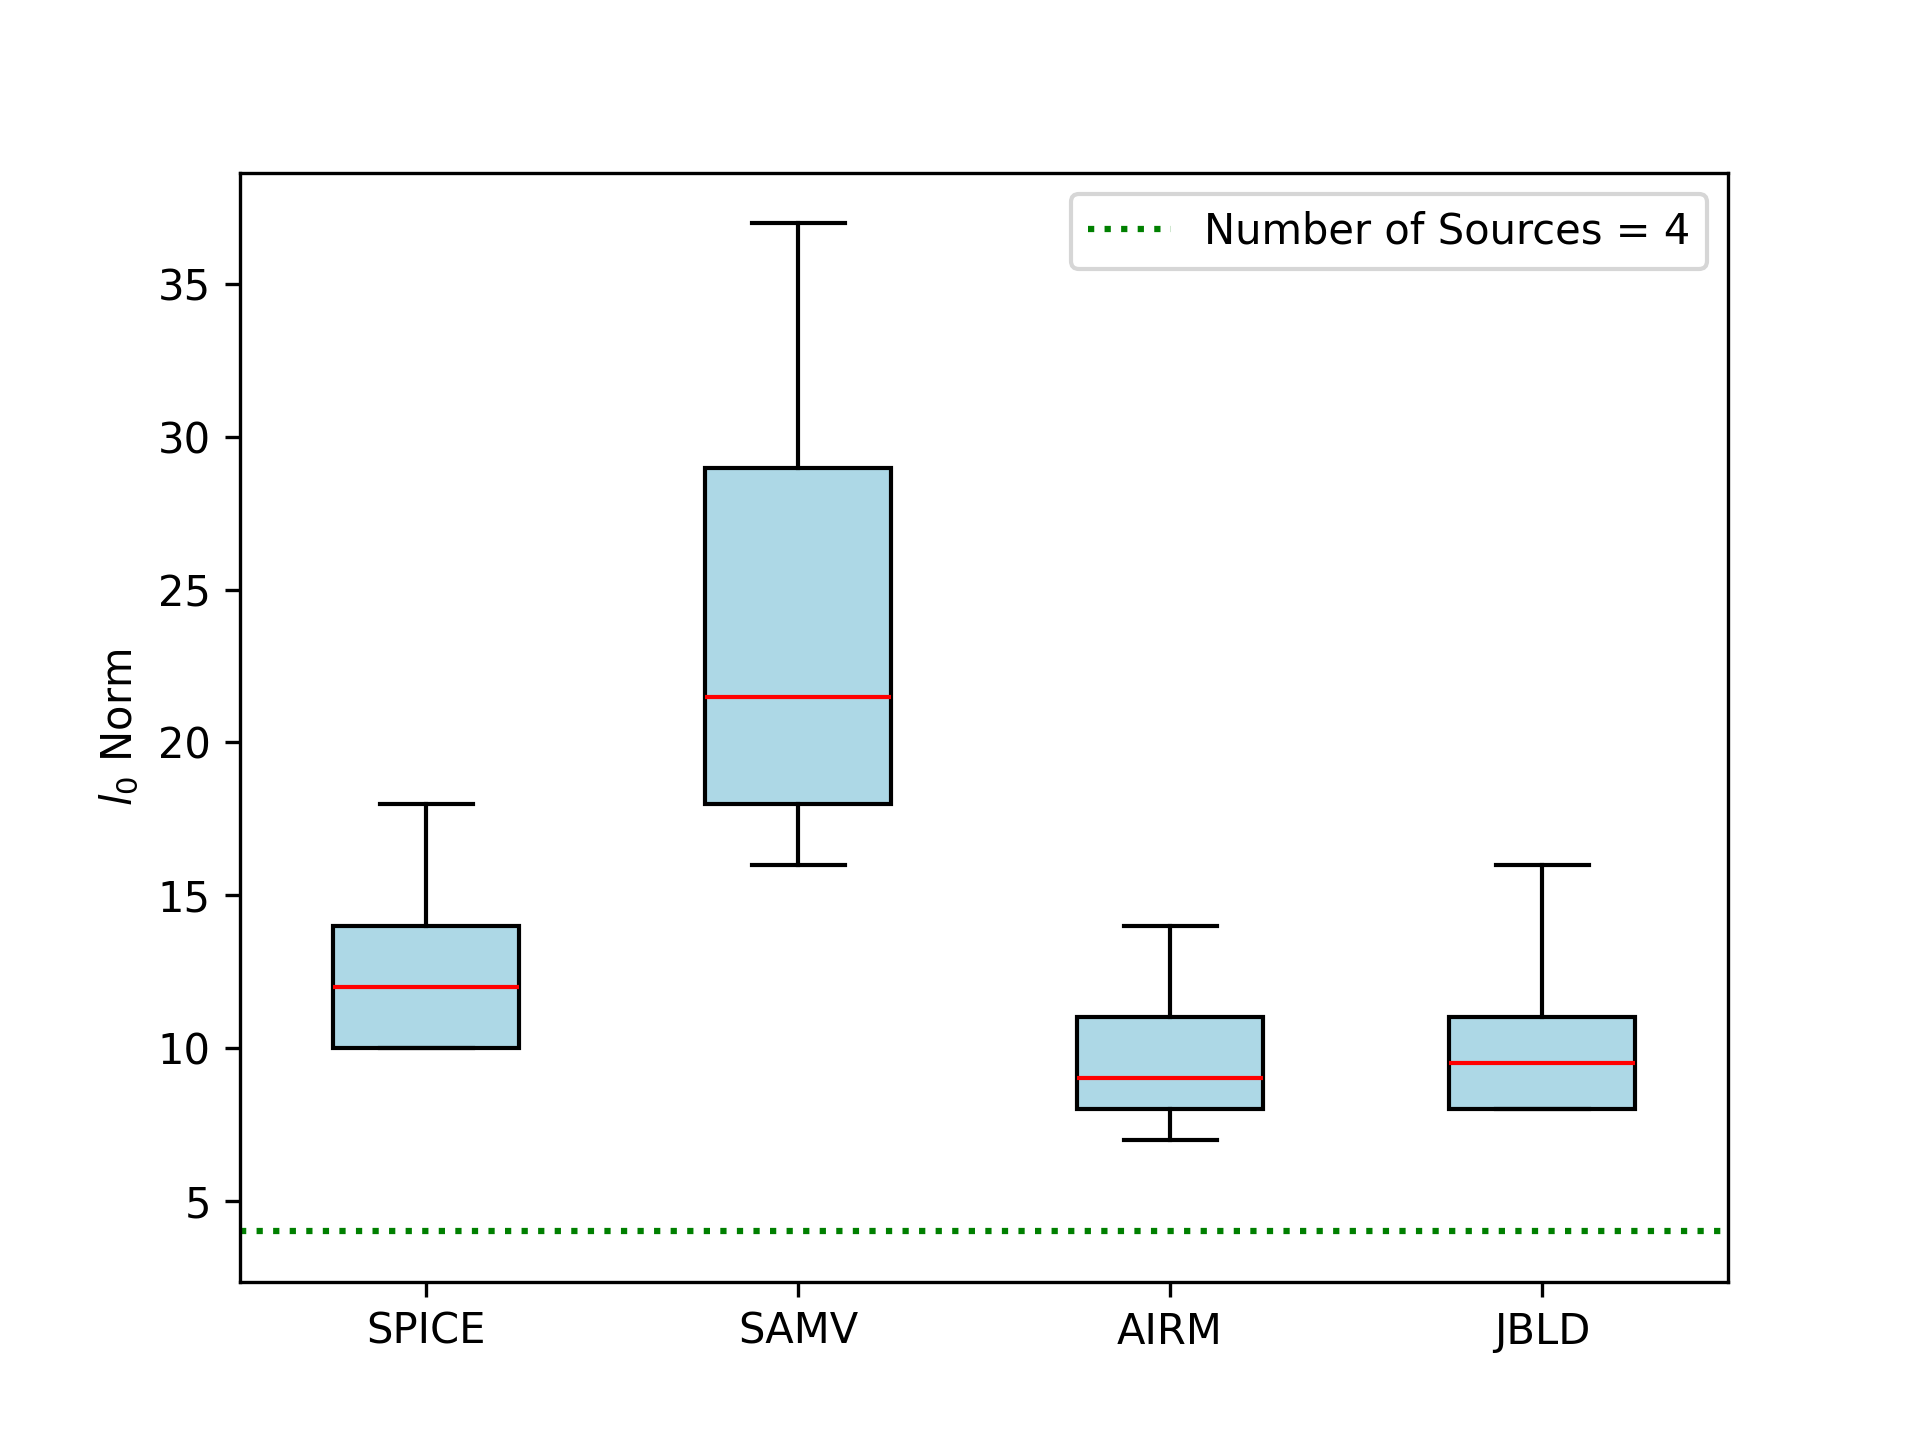 Number of Sources = 4
35
30
25
20
15
10
5
l₀ Norm
SPICE
SAMV
AIRM
JBLD